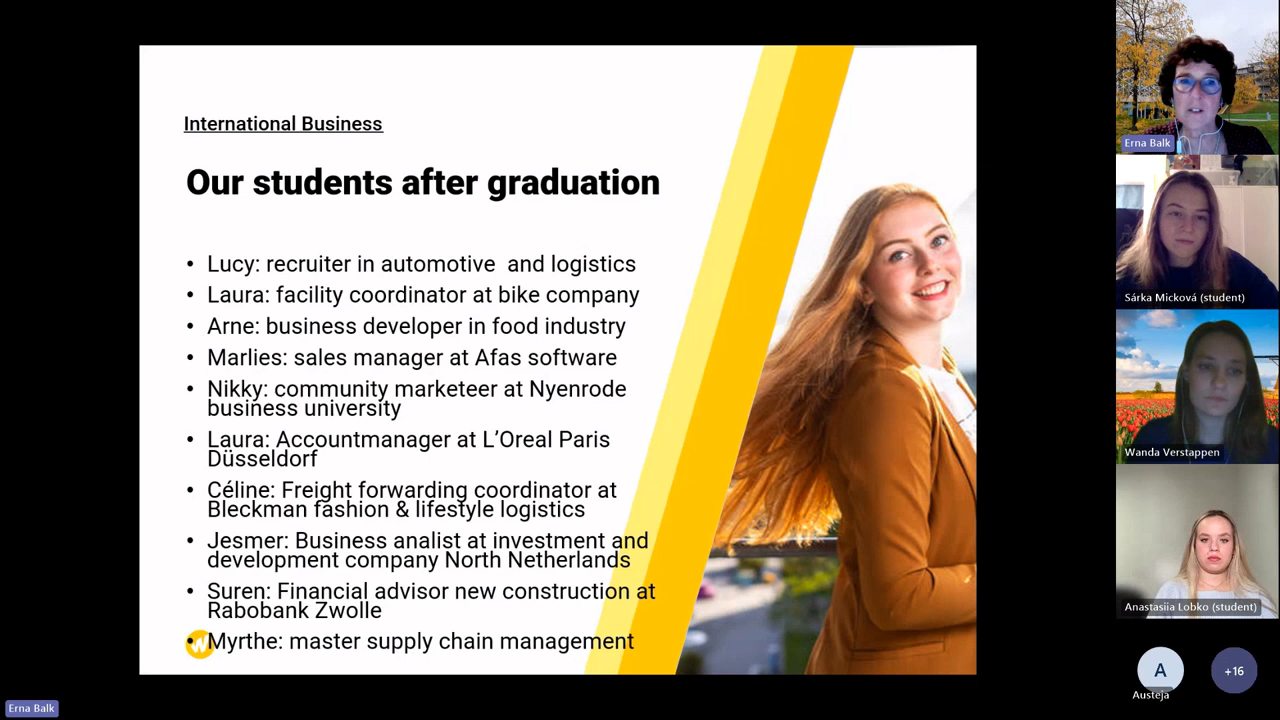 International Business
Our students after graduation
• Lucy: recruiter in automotive  and logistics
• Laura: facility coordinator at bike company
• Arne: business developer in food industry
• Marlies: sales manager at Afas software
• Nikky: community marketeer at Nyenrode
business university
• Laura: Accountmanager at L’Oreal Paris
Düsseldorf
• Céline: Freight forwarding coordinator at
Bleckman fashion & lifestyle logistics
• Jesmer: Business analist at investment and
development company North Netherlands
• Suren: Financial advisor new construction at
Rabobank Zwolle
• Myrthe: master supply chain management
W
Erna Balk
Sárka Micková (student)
Wanda Verstappen
Anastasiia Lobko (student)
A
Austėja
+16
Erna Balk